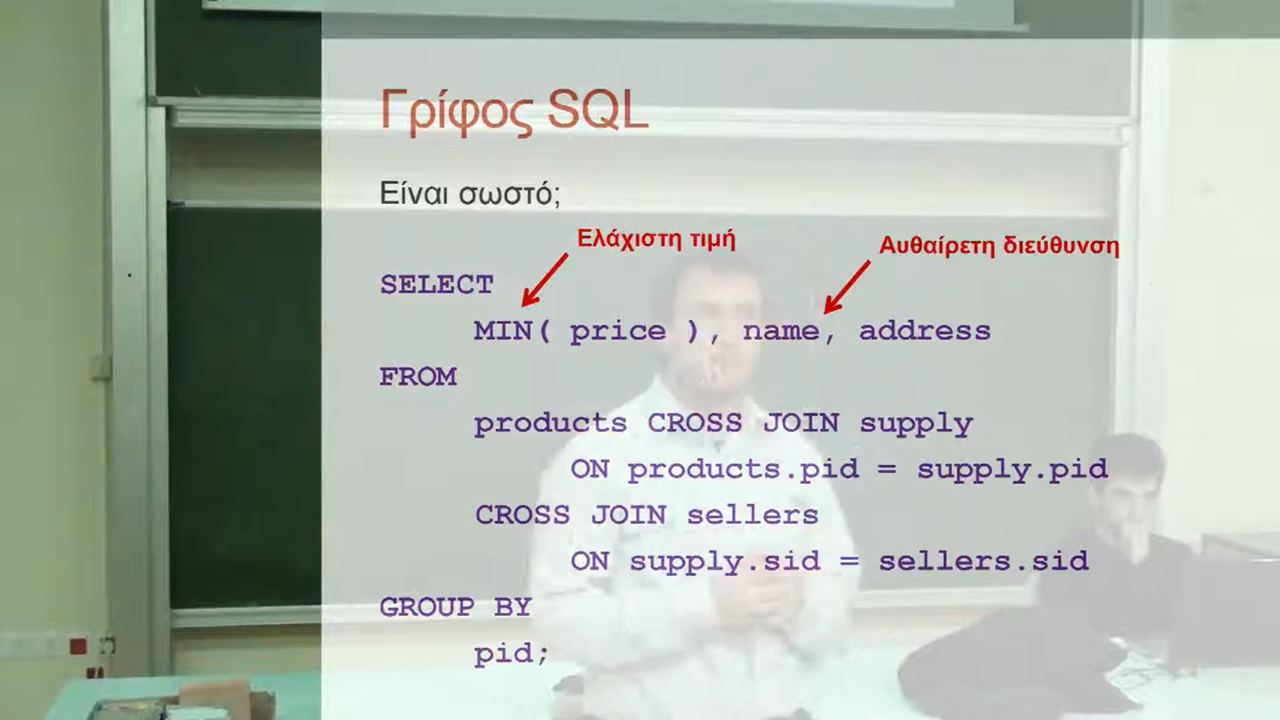 Γρίφος SQL
Είναι σωστό;
Ελάχιστη τιμή
Αυθαίρετη διεύθυνση
SELECT
MIN( price ), name, address
FROM
products CROSS JOIN supply
ON products.pid = supply.pid
CROSS JOIN sellers
ON supply.sid = sellers.sid
GROUP BY
pid;